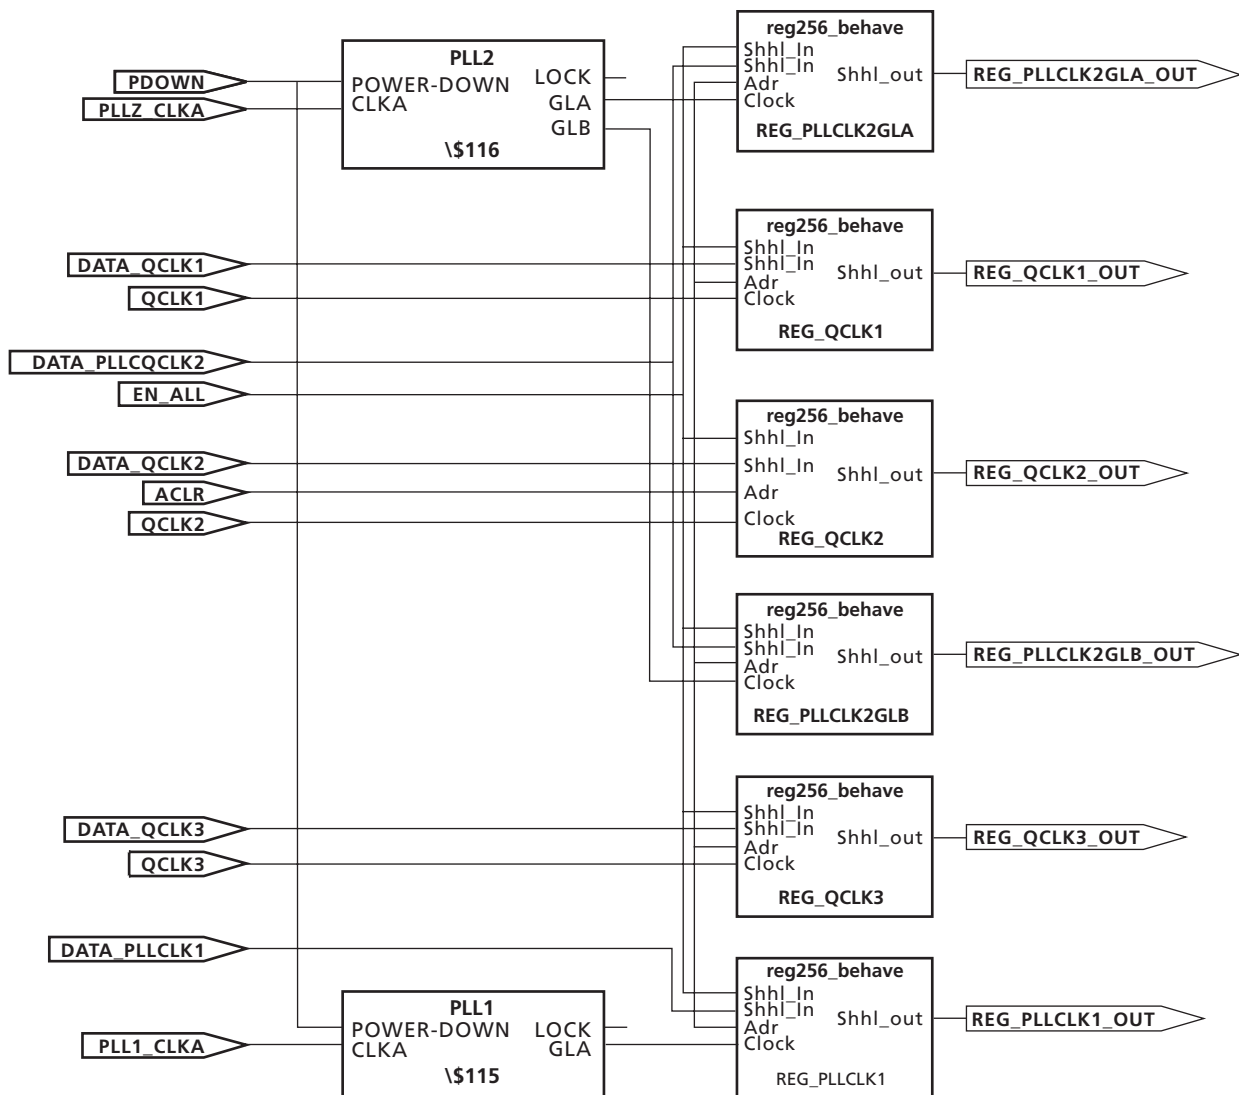 PDOWN
PLLZ_CLKA
PLL2
POWER-DOWN
CLKA
LOCK
GLA
GLB
\$116
reg256_behave
Shhl_In
Shhl_In
Adr
Clock
Shhl_out
REG_PLLCLK2GLA
REG_PLLCLK2GLA_OUT
DATA_QCLK1
QCLK1
reg256_behave
Shhl_In
Shhl_In
Adr
Clock
Shhl_out
REG_QCLK1
REG_QCLK1_OUT
DATA_PLLCQCLK2
EN_ALL
DATA_QCLK2
ACLR
QCLK2
reg256_behave
Shhl_In
Shhl_In
Adr
Clock
Shhl_out
REG_QCLK2
REG_QCLK2_OUT
reg256_behave
Shhl_In
Shhl_In
Adr
Clock
Shhl_out
REG_PLLCLK2GLB
REG_PLLCLK2GLB_OUT
DATA_QCLK3
QCLK3
reg256_behave
Shhl_In
Shhl_In
Adr
Clock
Shhl_out
REG_QCLK3
REG_QCLK3_OUT
DATA_PLLCLK1
PLL1_CLKA
PLL1
POWER-DOWN
CLKA
LOCK
GLA
\$115
reg256_behave
Shhl_In
Shhl_In
Adr
Clock
Shhl_out
REG_PLLCLK1
REG_PLLCLK1_OUT